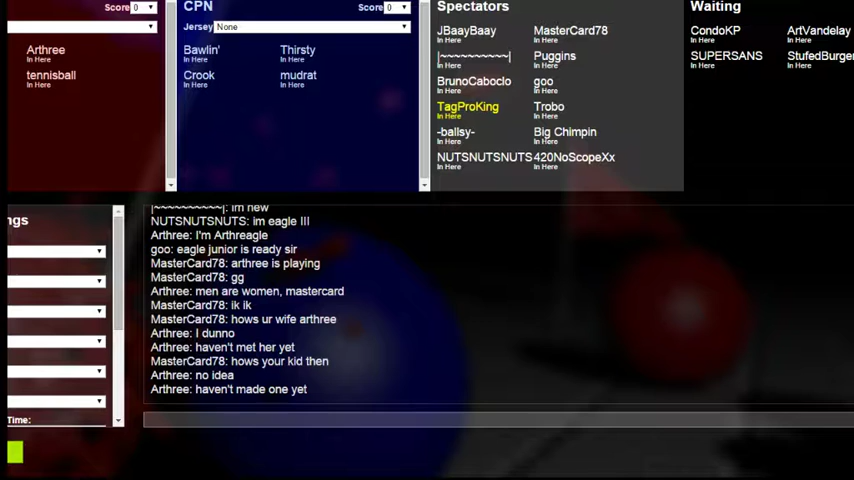 Score 0
Arthree
In Here
tennisball
In Here
CPN
Score 0
Jersey None
Bawlin' Thirsty
In Here In Here
Crook mudrat
In Here In Here
Spectators
JBaayBaay MasterCard78
In Here In Here
|~~~~~~~~~~| Puggins
In Here In Here
BrunoCaboclo goo
In Here In Here
TagProKing Trobo
In Here In Here
-ballsy- Big Chimpin
In Here In Here
NUTSNUTSNUTS 420NoScopeXx
In Here In Here
Waiting
CondoKP ArtVandelay
In Here In Here
SUPERSANS StufedBurger
In Here In Here
ngs
Time:
|~~~~~~~~~~|: im new
NUTSNUTSNUTS: im eagle III
Arthree: I'm Arthreagle
goo: eagle junior is ready sir
MasterCard78: arthree is playing
MasterCard78: gg
Arthree: men are women, mastercard
MasterCard78: ik ik
MasterCard78: hows ur wife arthree
Arthree: I dunno
Arthree: haven't met her yet
MasterCard78: hows your kid then
Arthree: no idea
Arthree: haven't made one yet